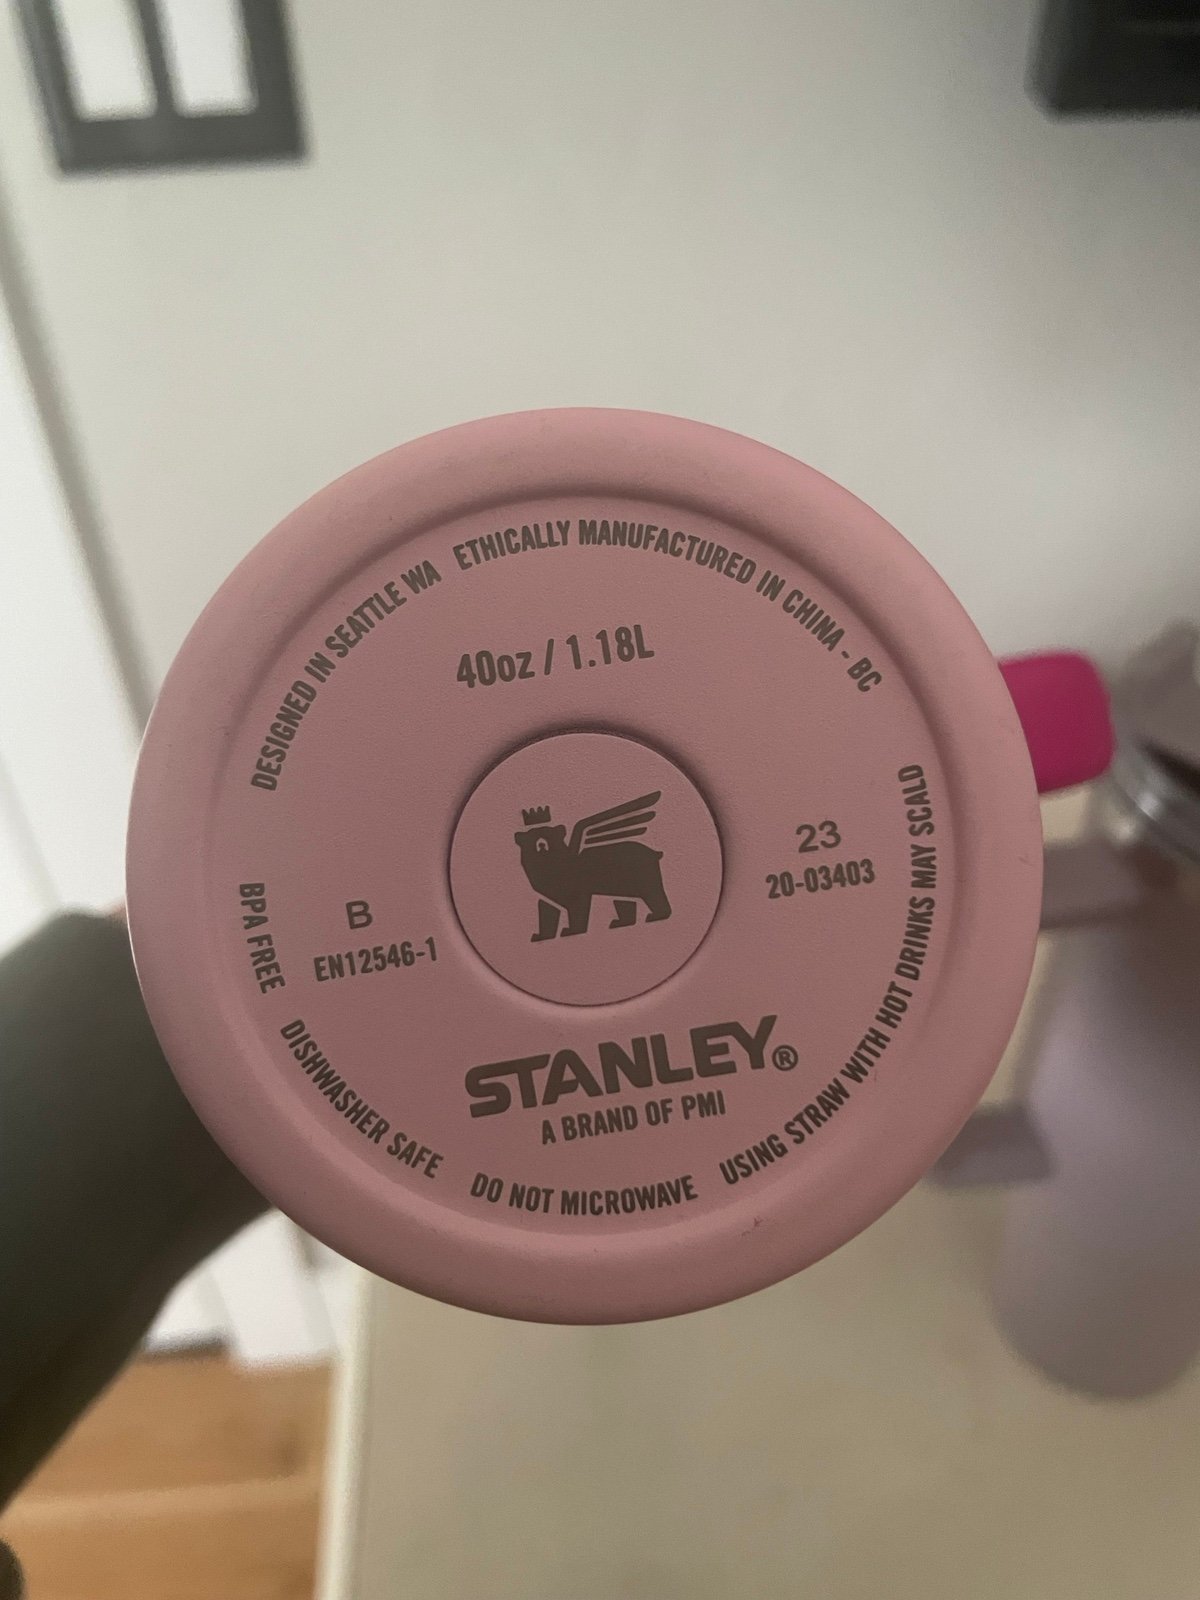 DESIGNED IN SEATTLE WA
ETHICALLY MANUFACTURED IN CHINA - BC
40oz / 1.18L
23
20-03403
B
EN12546-1
STANLEY®
A BRAND OF PMI
BPA FREE
DISHWASHER SAFE
DO NOT MICROWAVE
USING STRAW WITH HOT DRINKS MAY SCALD